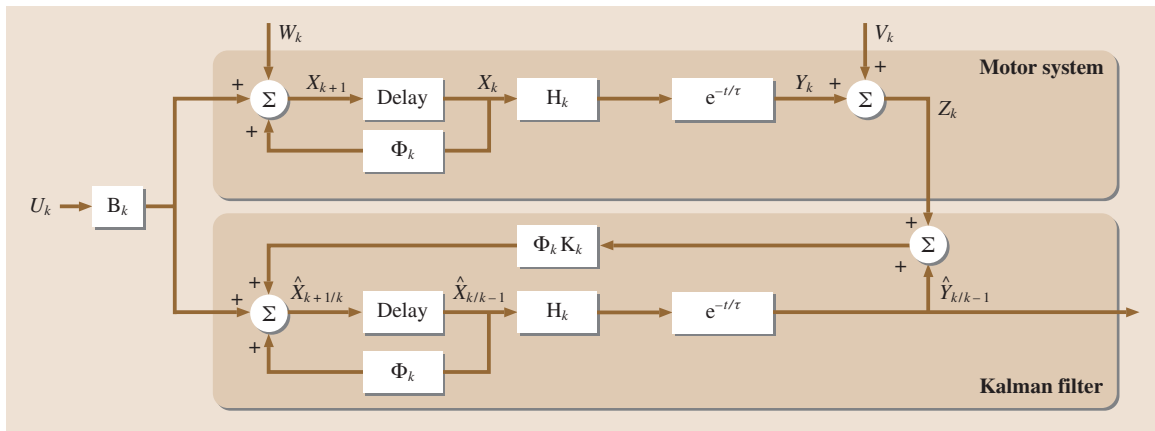 W_k
V_k
Motor system
+ Σ X_{k+1} Delay X_k H_k e^{-t/τ} Y_k + Σ +
+ Φ_k Z_k
U_k B_k
+ Σ +
Φ_k K_k
+ + Σ X̂_{k+1/k} Delay X̂_{k/k−1} H_k e^{-t/τ} Ŷ_{k/k−1}
+ Φ_k
Kalman filter